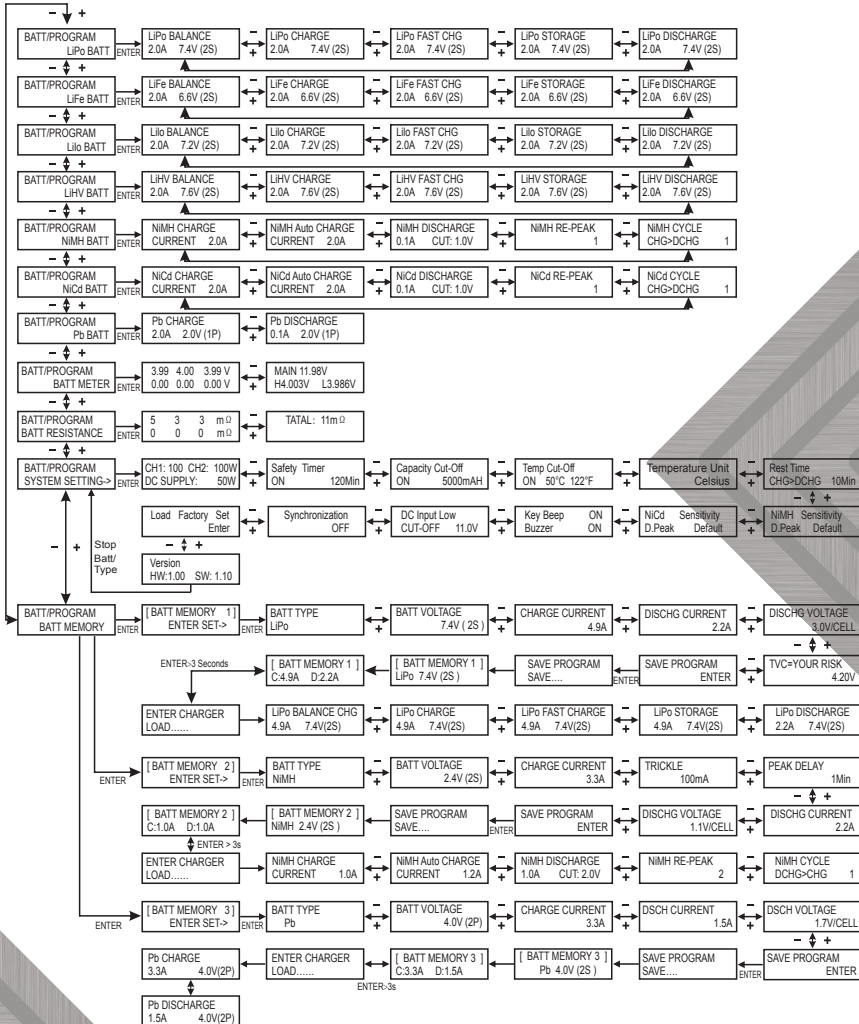 − +
BATT/PROGRAM
LiPo BATT
ENTER
LiPo BALANCE
2.0A 7.4V (2S)
− +
LiPo CHARGE
2.0A 7.4V (2S)
− +
LiPo FAST CHG
2.0A 7.4V (2S)
− +
LiPo STORAGE
2.0A 7.4V (2S)
− +
LiPo DISCHARGE
2.0A 7.4V (2S)
− +
BATT/PROGRAM
LiFe BATT
ENTER
LiFe BALANCE
2.0A 6.6V (2S)
− +
LiFe CHARGE
2.0A 6.6V (2S)
− +
LiFe FAST CHG
2.0A 6.6V (2S)
− +
LiFe STORAGE
2.0A 6.6V (2S)
− +
LiFe DISCHARGE
2.0A 6.6V (2S)
− +
BATT/PROGRAM
LiIo BATT
ENTER
LiIo BALANCE
2.0A 7.2V (2S)
− +
LiIo CHARGE
2.0A 7.2V (2S)
− +
LiIo FAST CHG
2.0A 7.2V (2S)
− +
LiIo STORAGE
2.0A 7.2V (2S)
− +
LiIo DISCHARGE
2.0A 7.2V (2S)
− +
BATT/PROGRAM
LiHV BATT
ENTER
LiHV BALANCE
2.0A 7.6V (2S)
− +
LiHV CHARGE
2.0A 7.6V (2S)
− +
LiHV FAST CHG
2.0A 7.6V (2S)
− +
LiHV STORAGE
2.0A 7.6V (2S)
− +
LiHV DISCHARGE
2.0A 7.6V (2S)
− +
BATT/PROGRAM
NiMH BATT
ENTER
NiMH CHARGE
CURRENT 2.0A
− +
NiMH Auto CHARGE
CURRENT 2.0A
− +
NiMH DISCHARGE
0.1A CUT: 1.0V
− +
NiMH RE-PEAK
1
− +
NiMH CYCLE
CHG>DCHG 1
− +
BATT/PROGRAM
NiCd BATT
ENTER
NiCd CHARGE
CURRENT 2.0A
− +
NiCd Auto CHARGE
CURRENT 2.0A
− +
NiCd DISCHARGE
0.1A CUT: 1.0V
− +
NiCd RE-PEAK
1
− +
NiCd CYCLE
CHG>DCHG 1
− +
BATT/PROGRAM
Pb BATT
ENTER
Pb CHARGE
2.0A 2.0V (1P)
− +
Pb DISCHARGE
0.1A 2.0V (1P)
− +
BATT/PROGRAM
BATT METER
ENTER
3.99 4.00 3.99 V
0.00 0.00 0.00 V
− +
MAIN 11.98V
H4.003V L3.986V
− +
BATT/PROGRAM
BATT RESISTANCE
ENTER
5 3 3 mΩ
0 0 0 mΩ
− +
TATAL: 11mΩ
− +
BATT/PROGRAM
SYSTEM SETTING->
ENTER
CH1: 100 CH2: 100W
DC SUPPLY: 50W
− +
Safety Timer
ON 120Min
− +
Capacity Cut-Off
ON 5000mAH
− +
Temp Cut-Off
ON 50°C 122°F
− +
Temperature Unit
Celsius
− +
Rest Time
CHG>DCHG 10Min
− +
Load Factory Set
Enter
− +
Synchronization
OFF
− +
DC Input Low
CUT-OFF 11.0V
− +
Key Beep ON
Buzzer ON
− +
NiCd Sensitivity
D.Peak Default
− +
NiMH Sensitivity
D.Peak Default
− +
Stop
Batt/
Type
− +
Version
HW:1.00 SW: 1.10
BATT/PROGRAM
BATT MEMORY
ENTER
[ BATT MEMORY 1]
ENTER SET->
ENTER
BATT TYPE
LiPo
− +
BATT VOLTAGE
7.4V ( 2S )
− +
CHARGE CURRENT
4.9A
− +
DISCHG CURRENT
2.2A
− +
DISCHG VOLTAGE
3.0V/CELL
− +
ENTER>3 Seconds
[ BATT MEMORY 1 ]
C:4.9A D:2.2A
[ BATT MEMORY 1 ]
LiPo 7.4V (2S )
SAVE PROGRAM
SAVE....
ENTER
SAVE PROGRAM
ENTER
− +
TVC=YOUR RISK
4.20V
ENTER CHARGER
LOAD......
LiPo BALANCE CHG
4.9A 7.4V(2S)
− +
LiPo CHARGE
4.9A 7.4V(2S)
− +
LiPo FAST CHARGE
4.9A 7.4V(2S)
− +
LiPo STORAGE
4.9A 7.4V(2S)
− +
LiPo DISCHARGE
2.2A 7.4V(2S)
ENTER
[ BATT MEMORY 2]
ENTER SET->
ENTER
BATT TYPE
NiMH
− +
BATT VOLTAGE
2.4V (2S)
− +
CHARGE CURRENT
3.3A
− +
TRICKLE
100mA
− +
PEAK DELAY
1Min
− +
[ BATT MEMORY 2 ]
C:1.0A D:1.0A
[ BATT MEMORY 2 ]
NiMH 2.4V (2S )
SAVE PROGRAM
SAVE....
ENTER
SAVE PROGRAM
ENTER
− +
DISCHG VOLTAGE
1.1V/CELL
− +
DISCHG CURRENT
2.2A
ENTER > 3s
ENTER CHARGER
LOAD......
NiMH CHARGE
CURRENT 1.0A
− +
NiMH Auto CHARGE
CURRENT 1.2A
− +
NiMH DISCHARGE
1.0A CUT: 2.0V
− +
NiMH RE-PEAK
2
− +
NiMH CYCLE
DCHG>CHG 1
ENTER
[ BATT MEMORY 3]
ENTER SET->
ENTER
BATT TYPE
Pb
− +
BATT VOLTAGE
4.0V (2P)
− +
CHARGE CURRENT
3.3A
− +
DSCH CURRENT
1.5A
− +
DSCH VOLTAGE
1.7V/CELL
− +
Pb CHARGE
3.3A 4.0V(2P)
ENTER CHARGER
LOAD......
ENTER>3s
[ BATT MEMORY 3 ]
C:3.3A D:1.5A
[ BATT MEMORY 3 ]
Pb 4.0V (2S )
SAVE PROGRAM
SAVE....
ENTER
SAVE PROGRAM
ENTER
Pb DISCHARGE
1.5A 4.0V(2P)